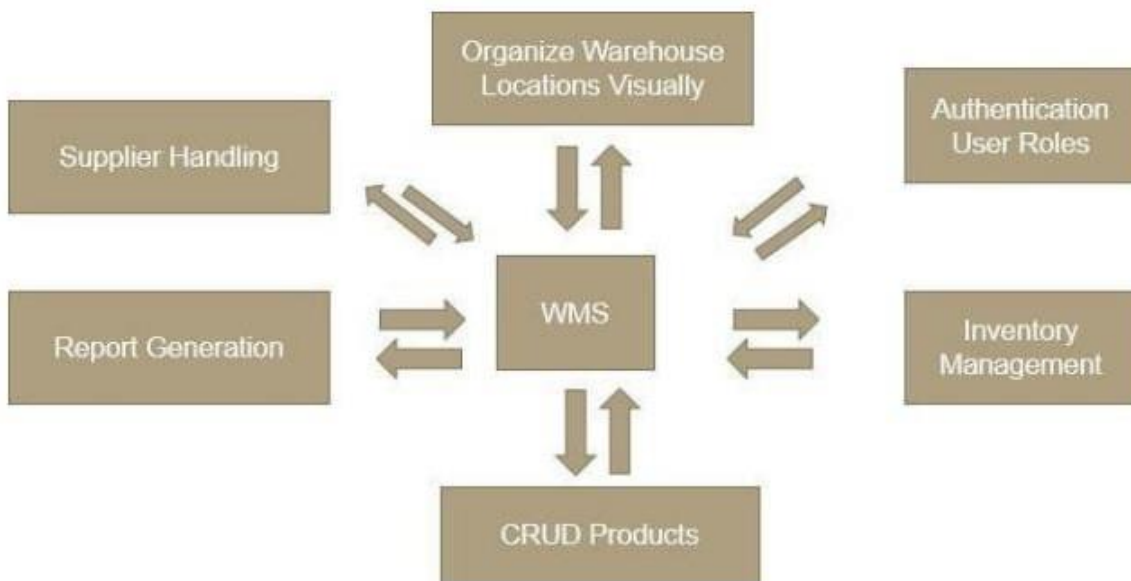 Organize Warehouse
Locations Visually
Authentication
User Roles
Supplier Handling
WMS
Report Generation
Inventory
Management
CRUD Products